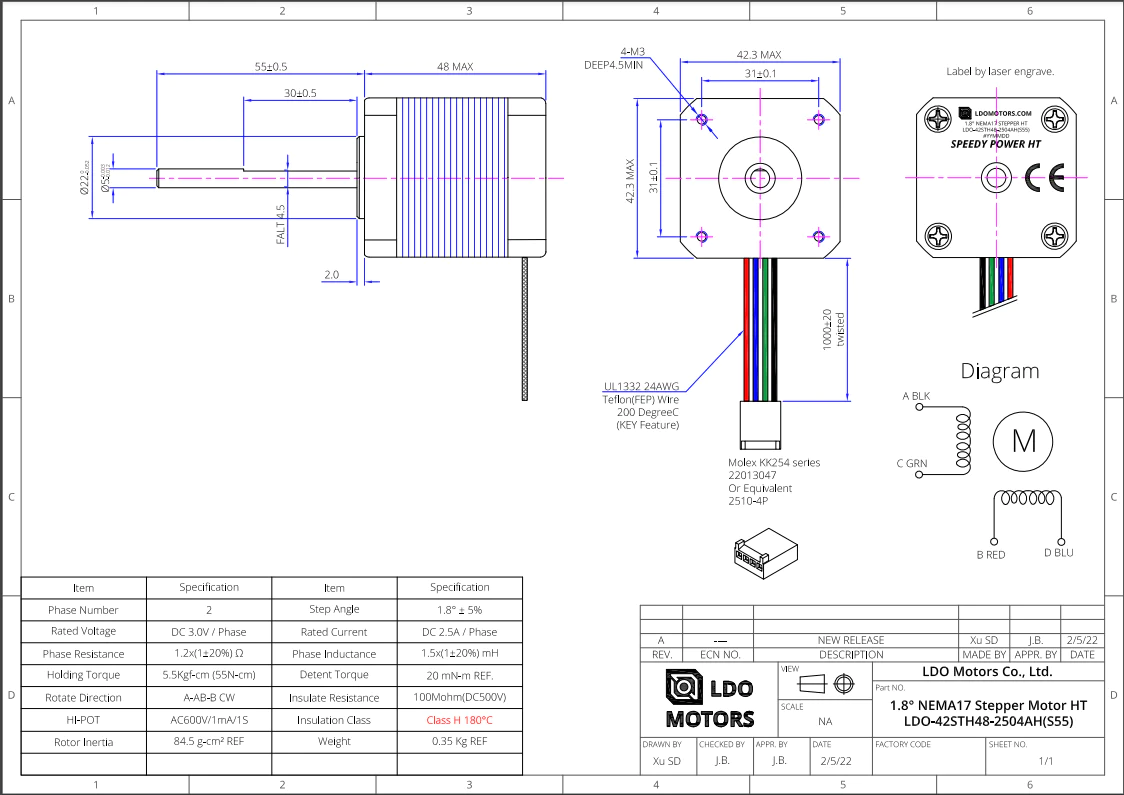 1 2 3 4 5 6
A
B
C
D
A
B
C
D
55±0.5
48 MAX
30±0.5
Ø22
Ø5
FALT 4.5
2.0
4-M3
DEEP4.5MIN
42.3 MAX
31±0.1
42.3 MAX
31±0.1
1000±20
twisted
UL1332 24AWG
Teflon(FEP) Wire
200 DegreeC
(KEY Feature)
Molex KK254 series
22013047
Or Equivalent
2510-4P
Label by laser engrave.
LDOMOTORS.COM
1.8° NEMA17 STEPPER HT
LDO-42STH48-2504AH(S55)
#YYMMDD
SPEEDY POWER HT
CE
Diagram
A BLK
C GRN
M
B RED
D BLU
Item Specification Item Specification
Phase Number 2 Step Angle 1.8° ± 5%
Rated Voltage DC 3.0V / Phase Rated Current DC 2.5A / Phase
Phase Resistance 1.2x(1±20%) Ω Phase Inductance 1.5x(1±20%) mH
Holding Torque 5.5Kgf-cm (55N-cm) Detent Torque 20 mN-m REF.
Rotate Direction A-AB-B CW Insulate Resistance 100Mohm(DC500V)
HI-POT AC600V/1mA/1S Insulation Class Class H 180°C
Rotor Inertia 84.5 g-cm² REF Weight 0.35 Kg REF
A --- NEW RELEASE Xu SD J.B. 2/5/22
REV. ECN NO. DESCRIPTION MADE BY APPR. BY DATE
LDO
MOTORS
VIEW
SCALE
NA
LDO Motors Co., Ltd.
Part NO.
1.8° NEMA17 Stepper Motor HT
LDO-42STH48-2504AH(S55)
DRAWN BY CHECKED BY APPR. BY DATE FACTORY CODE SHEET NO.
Xu SD J.B. J.B. 2/5/22 1/1
1 2 3 4 5 6